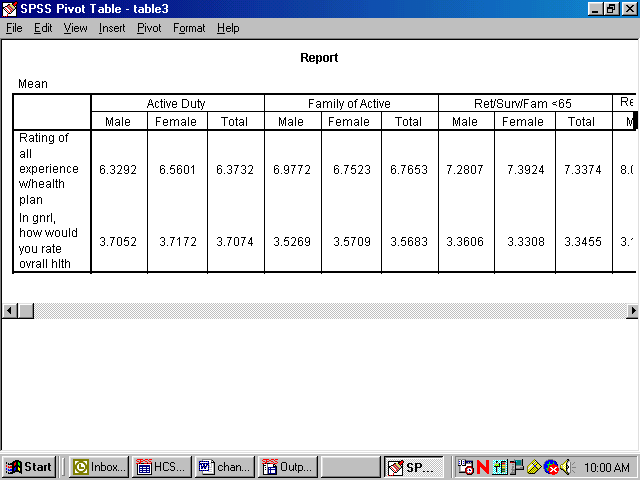 SPSS Pivot Table - table3
File Edit View Insert Pivot Format Help
Report
Mean
Active Duty Family of Active Ret/Surv/Fam <65 Re
Male Female Total Male Female Total Male Female Total M
Rating of
all
experience
w/health
plan
6.3292 6.5601 6.3732 6.9772 6.7523 6.7653 7.2807 7.3924 7.3374 8.0
In gnrl,
how would
you rate
ovrall hlth
3.7052 3.7172 3.7074 3.5269 3.5709 3.5683 3.3606 3.3308 3.3455 3.1
Start Inbox... HCS... chan... Outp... SP... 10:00 AM